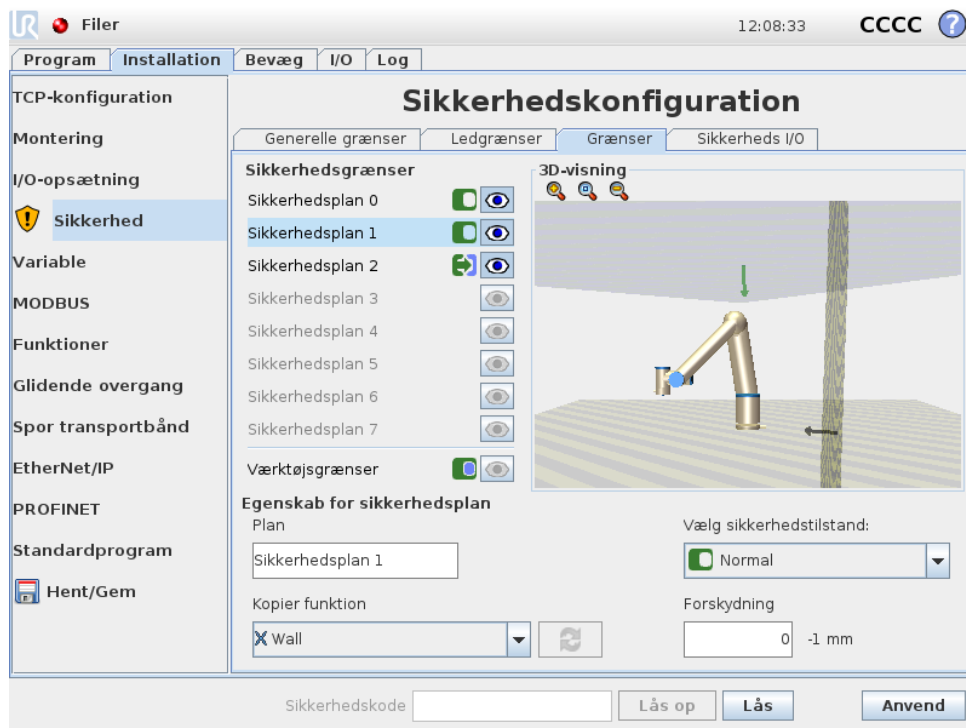 UR Filer 12:08:33 CCCC ?
Program Installation Bevæg I/O Log
TCP-konfiguration
Montering
I/O-opsætning
Sikkerhed
Variable
MODBUS
Funktioner
Glidende overgang
Spor transportbånd
EtherNet/IP
PROFINET
Standardprogram
Hent/Gem
Sikkerhedskonfiguration
Generelle grænser Ledgrænser Grænser Sikkerheds I/O
Sikkerhedsgrænser
Sikkerhedsplan 0
Sikkerhedsplan 1
Sikkerhedsplan 2
Sikkerhedsplan 3
Sikkerhedsplan 4
Sikkerhedsplan 5
Sikkerhedsplan 6
Sikkerhedsplan 7
Værktøjsgrænser
3D-visning
Egenskab for sikkerhedsplan
Plan
Sikkerhedsplan 1
Vælg sikkerhedstilstand:
Normal
Kopier funktion
Wall
Forskydning
0 -1 mm
Sikkerhedskode Lås op Lås Anvend